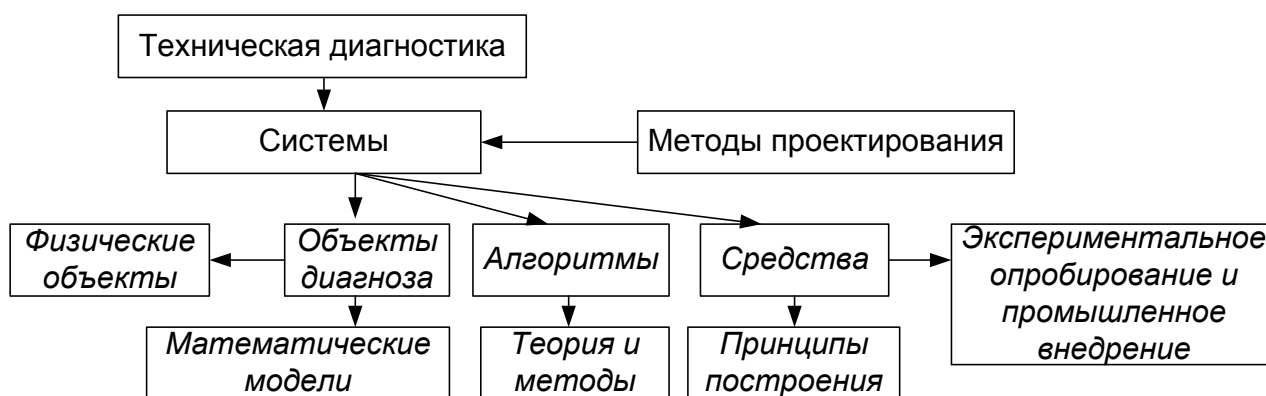 Техническая диагностика
Системы
Методы проектирования
Физические
объекты
Объекты
диагноза
Алгоритмы
Средства
Экспериментальное
опробирование и
промышленное
внедрение
Математические
модели
Теория и
методы
Принципы
построения